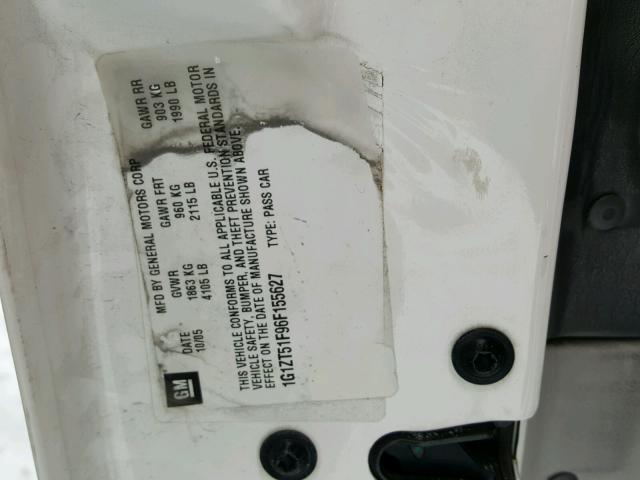 GM
MFD BY GENERAL MOTORS CORP
DATE GVWR GAWR FRT GAWR RR
10/05 1863 KG 960 KG 903 KG
4105 LB 2115 LB 1990 LB
THIS VEHICLE CONFORMS TO ALL APPLICABLE U.S. FEDERAL MOTOR
VEHICLE SAFETY, BUMPER, AND THEFT PREVENTION STANDARDS IN
EFFECT ON THE DATE OF MANUFACTURE SHOWN ABOVE.
1G1ZT51F96F155627 TYPE: PASS CAR